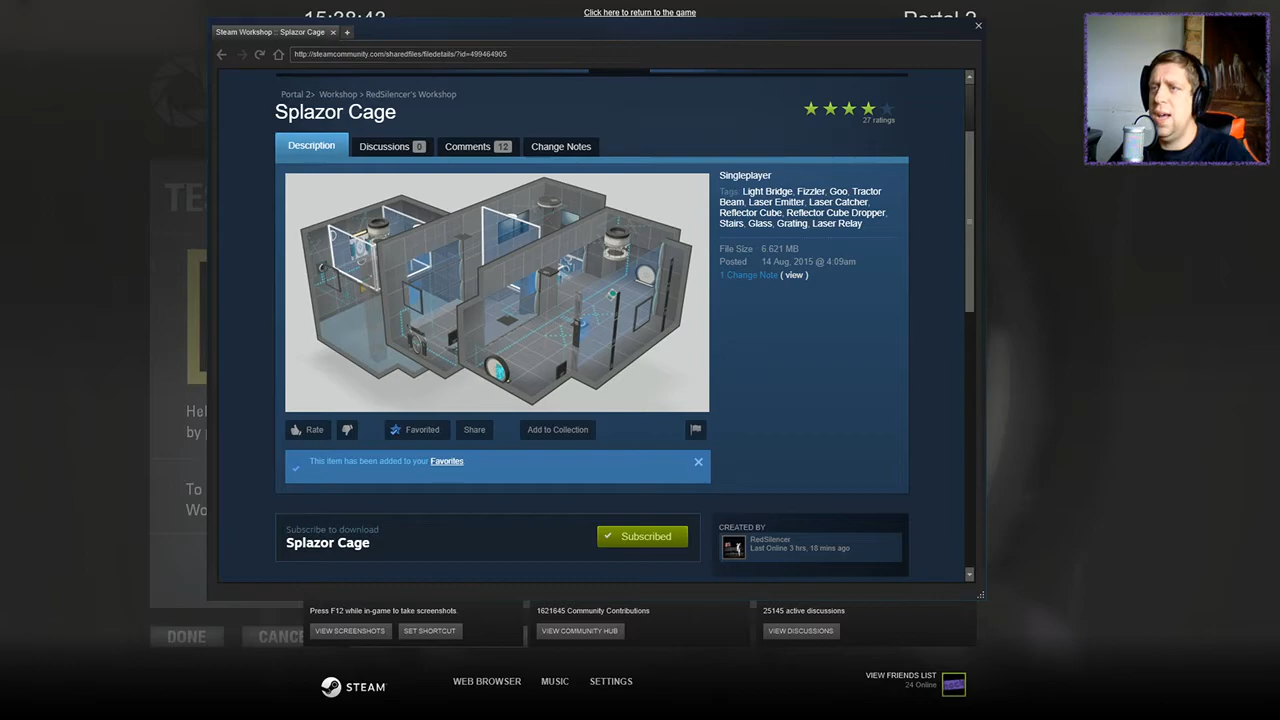 15:38:43
Click here to return to the game
Portal 2
Steam Workshop :: Splazor Cage
http://steamcommunity.com/sharedfiles/filedetails/?id=499464905
Portal 2> Workshop > RedSilencer's Workshop
Splazor Cage
27 ratings
Description
Discussions 0
Comments 12
Change Notes
Singleplayer
Tags: Light Bridge, Fizzler, Goo, Tractor
Beam, Laser Emitter, Laser Catcher,
Reflector Cube, Reflector Cube Dropper,
Stairs, Glass, Grating, Laser Relay
File Size 6.621 MB
Posted 14 Aug, 2015 @ 4:09am
1 Change Note ( view )
TE
Hel
by p
To
Wo
Rate
Favorited
Share
Add to Collection
This item has been added to your Favorites
Subscribe to download
Splazor Cage
Subscribed
CREATED BY
RedSilencer
Last Online 3 hrs, 18 mins ago
Press F12 while in-game to take screenshots.
1621645 Community Contributions
25145 active discussions
VIEW SCREENSHOTS
SET SHORTCUT
VIEW COMMUNITY HUB
VIEW DISCUSSIONS
DONE
CANC
STEAM
WEB BROWSER
MUSIC
SETTINGS
VIEW FRIENDS LIST
24 Online